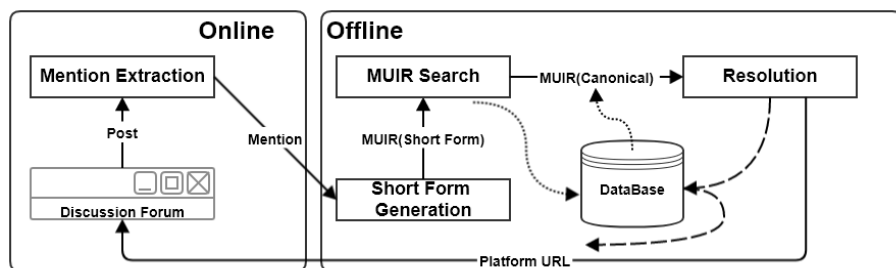 Online
Offline
Mention Extraction
MUIR Search
MUIR(Canonical)
Resolution
Post
Mention
MUIR(Short Form)
Discussion Forum
Short Form
Generation
DataBase
Platform URL